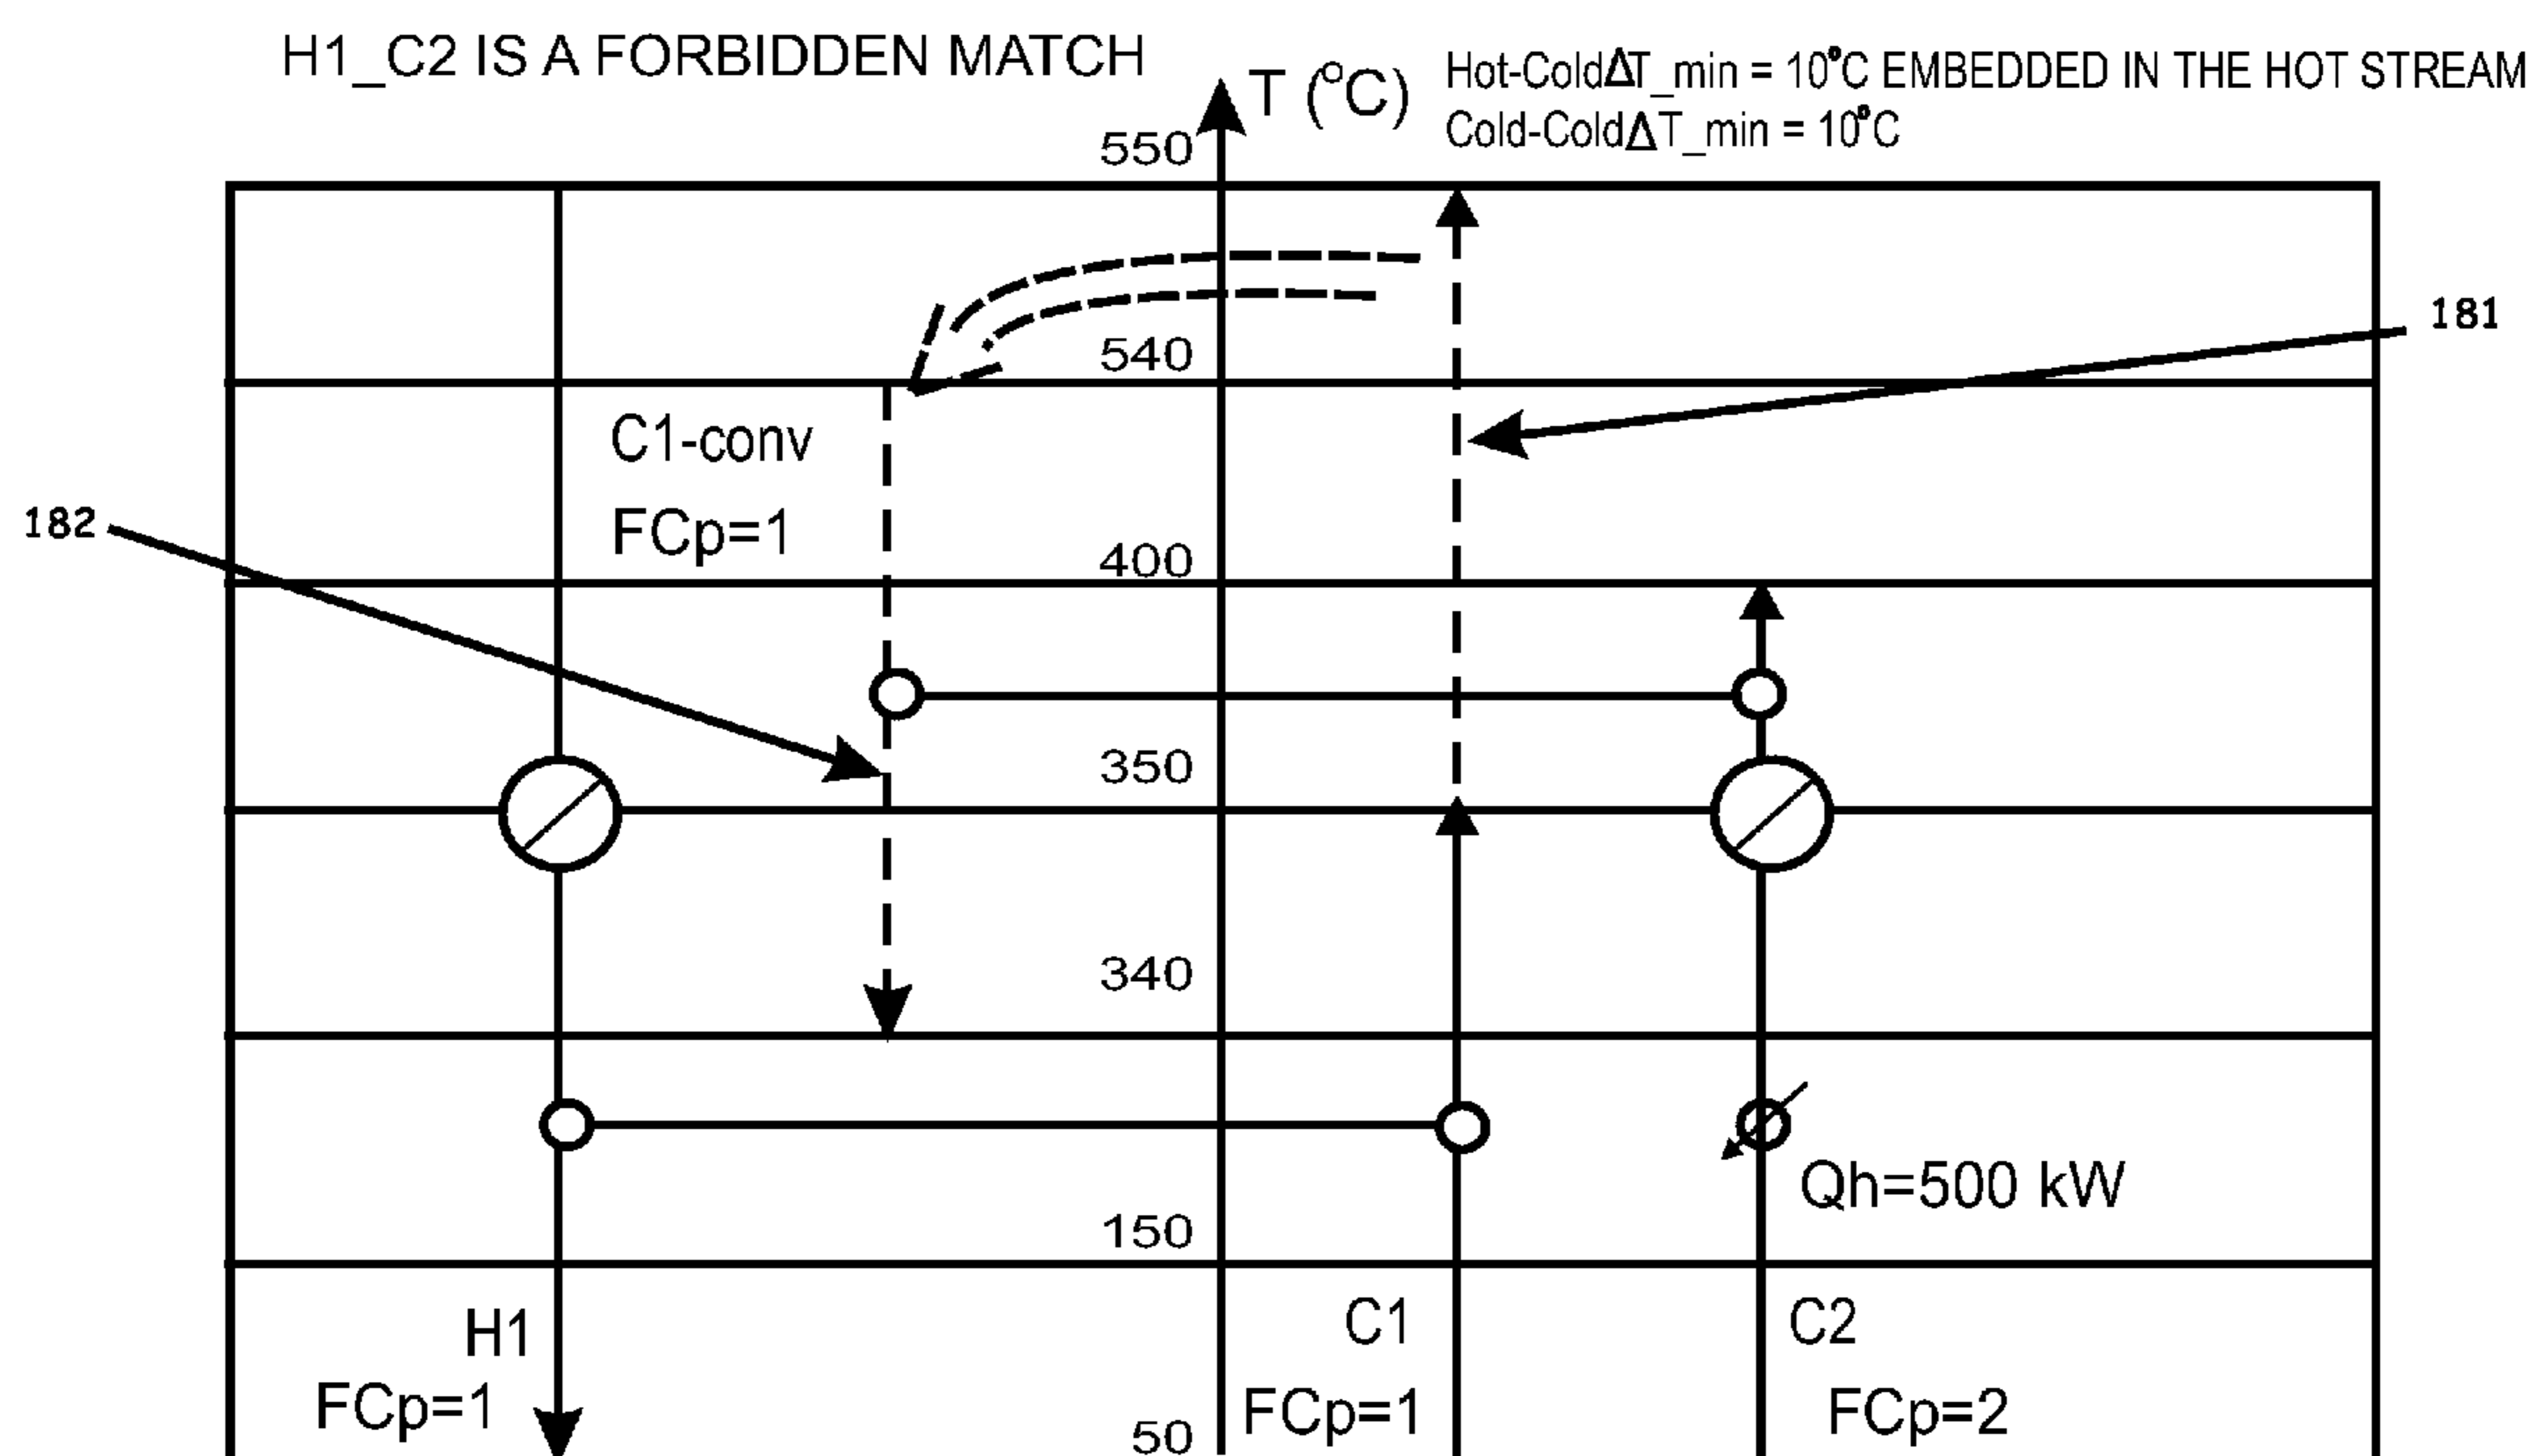 H1_C2 IS A FORBIDDEN MATCH
T (°C)
Hot-ColdΔT_min = 10°C EMBEDDED IN THE HOT STREAM
Cold-ColdΔT_min = 10°C
550
181
540
C1-conv
182
FCp=1
400
350
340
Qh=500 kW
150
H1
C1
C2
FCp=1
FCp=1
FCp=2
50